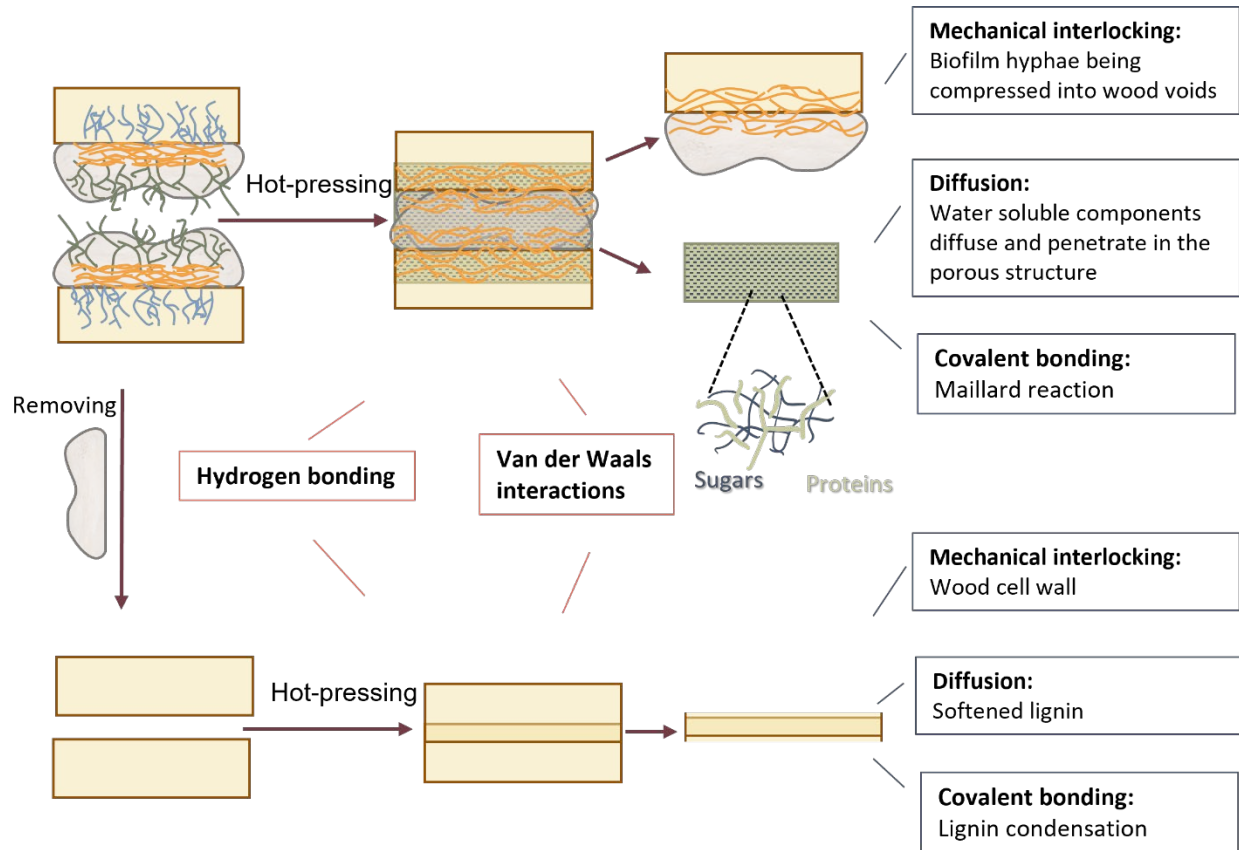 Mechanical interlocking:
Biofilm hyphae being
compressed into wood voids
Hot-pressing
Diffusion:
Water soluble components
diffuse and penetrate in the
porous structure
Covalent bonding:
Maillard reaction
Removing
Hydrogen bonding
Van der Waals
interactions
Sugars
Proteins
Mechanical interlocking:
Wood cell wall
Hot-pressing
Diffusion:
Softened lignin
Covalent bonding:
Lignin condensation